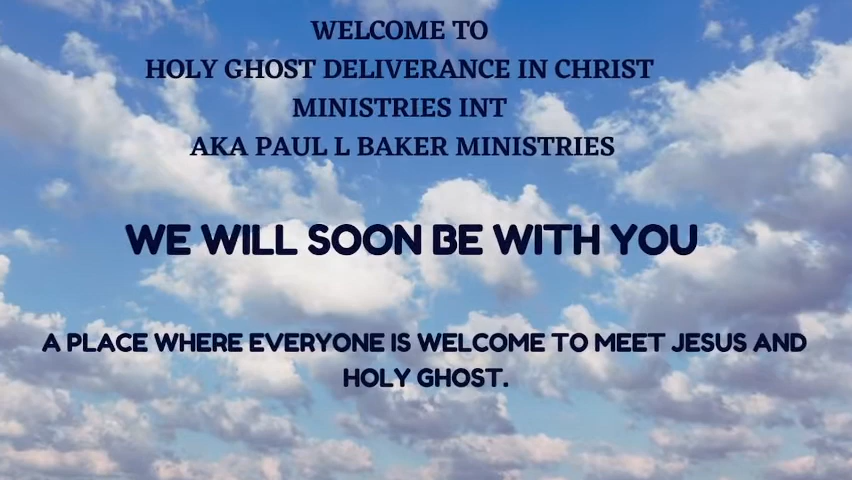 WELCOME TO
HOLY GHOST DELIVERANCE IN CHRIST
MINISTRIES INT
AKA PAUL L BAKER MINISTRIES
WE WILL SOON BE WITH YOU
A PLACE WHERE EVERYONE IS WELCOME TO MEET JESUS AND
HOLY GHOST.